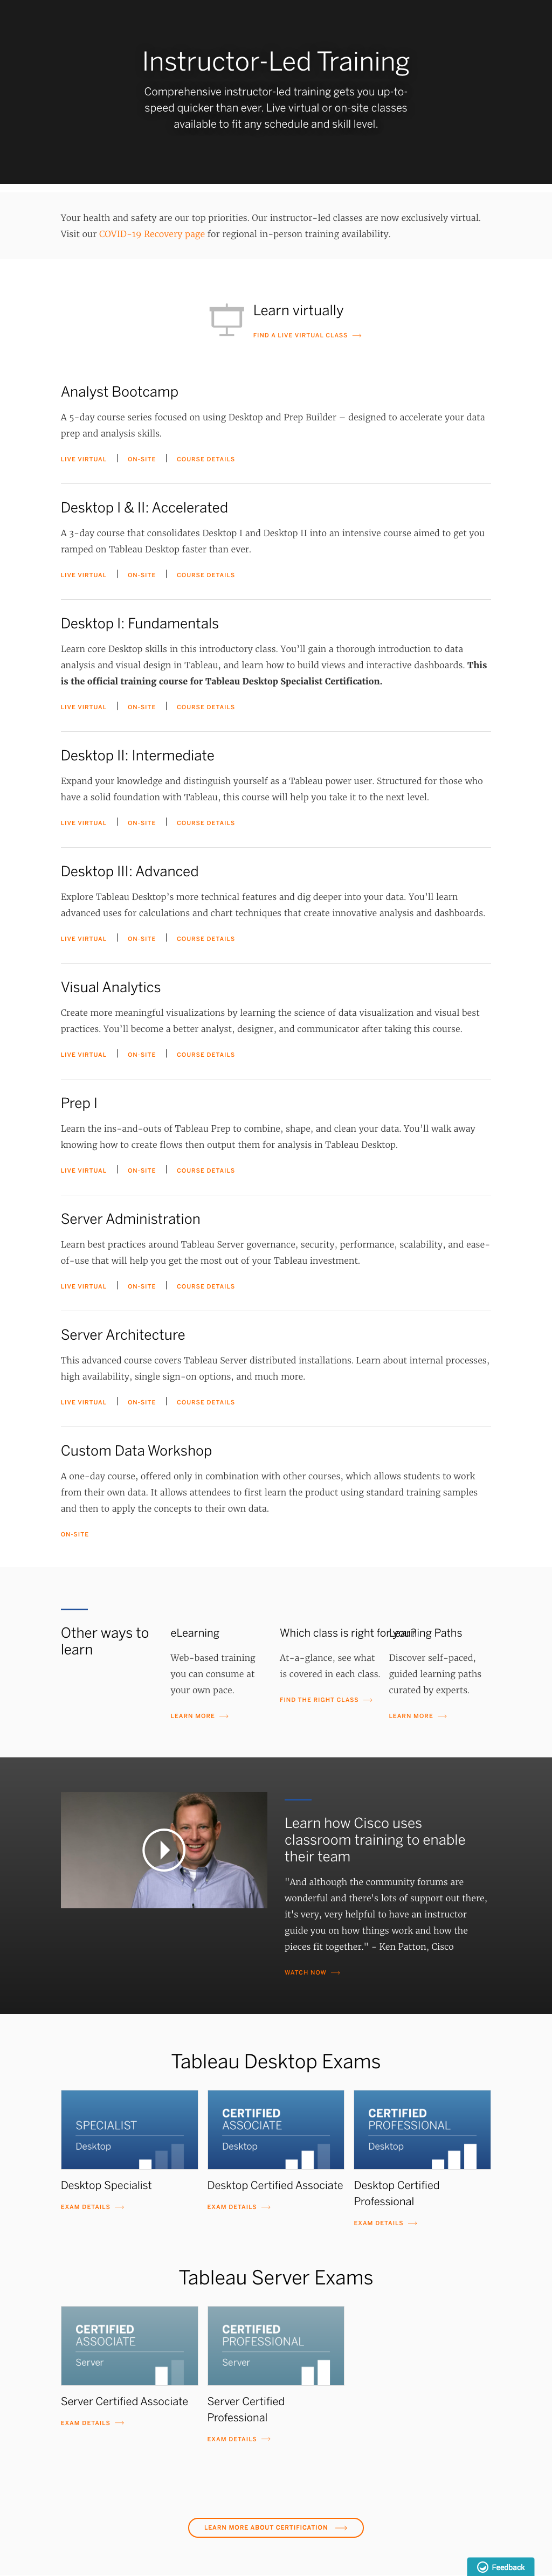 Instructor-Led Training
Comprehensive instructor-led training gets you up-to-
speed quicker than ever. Live virtual or on-site classes
available to fit any schedule and skill level.
Your health and safety are our top priorities. Our instructor-led classes are now exclusively virtual.
Visit our COVID-19 Recovery page for regional in-person training availability.
Learn virtually
FIND A LIVE VIRTUAL CLASS
Analyst Bootcamp
A 5-day course series focused on using Desktop and Prep Builder – designed to accelerate your data
prep and analysis skills.
LIVE VIRTUAL | ON-SITE | COURSE DETAILS
Desktop I & II: Accelerated
A 3-day course that consolidates Desktop I and Desktop II into an intensive course aimed to get you
ramped on Tableau Desktop faster than ever.
LIVE VIRTUAL | ON-SITE | COURSE DETAILS
Desktop I: Fundamentals
Learn core Desktop skills in this introductory class. You’ll gain a thorough introduction to data
analysis and visual design in Tableau, and learn how to build views and interactive dashboards. This
is the official training course for Tableau Desktop Specialist Certification.
LIVE VIRTUAL | ON-SITE | COURSE DETAILS
Desktop II: Intermediate
Expand your knowledge and distinguish yourself as a Tableau power user. Structured for those who
have a solid foundation with Tableau, this course will help you take it to the next level.
LIVE VIRTUAL | ON-SITE | COURSE DETAILS
Desktop III: Advanced
Explore Tableau Desktop’s more technical features and dig deeper into your data. You’ll learn
advanced uses for calculations and chart techniques that create innovative analysis and dashboards.
LIVE VIRTUAL | ON-SITE | COURSE DETAILS
Visual Analytics
Create more meaningful visualizations by learning the science of data visualization and visual best
practices. You’ll become a better analyst, designer, and communicator after taking this course.
LIVE VIRTUAL | ON-SITE | COURSE DETAILS
Prep I
Learn the ins-and-outs of Tableau Prep to combine, shape, and clean your data. You'll walk away
knowing how to create flows then output them for analysis in Tableau Desktop.
LIVE VIRTUAL | ON-SITE | COURSE DETAILS
Server Administration
Learn best practices around Tableau Server governance, security, performance, scalability, and ease-
of-use that will help you get the most out of your Tableau investment.
LIVE VIRTUAL | ON-SITE | COURSE DETAILS
Server Architecture
This advanced course covers Tableau Server distributed installations. Learn about internal processes,
high availability, single sign-on options, and much more.
LIVE VIRTUAL | ON-SITE | COURSE DETAILS
Custom Data Workshop
A one-day course, offered only in combination with other courses, which allows students to work
from their own data. It allows attendees to first learn the product using standard training samples
and then to apply the concepts to their own data.
ON-SITE
Other ways to
learn
eLearning
Web-based training
you can consume at
your own pace.
LEARN MORE
Which class is right for you?
At-a-glance, see what
is covered in each class.
FIND THE RIGHT CLASS
Learning Paths
Discover self-paced,
guided learning paths
curated by experts.
LEARN MORE
Learn how Cisco uses
classroom training to enable
their team
"And although the community forums are
wonderful and there's lots of support out there,
it's very, very helpful to have an instructor
guide you on how things work and how the
pieces fit together." - Ken Patton, Cisco
WATCH NOW
Tableau Desktop Exams
SPECIALIST
Desktop
Desktop Specialist
EXAM DETAILS
CERTIFIED
ASSOCIATE
Desktop
Desktop Certified Associate
EXAM DETAILS
CERTIFIED
PROFESSIONAL
Desktop
Desktop Certified
Professional
EXAM DETAILS
Tableau Server Exams
CERTIFIED
ASSOCIATE
Server
Server Certified Associate
EXAM DETAILS
CERTIFIED
PROFESSIONAL
Server
Server Certified
Professional
EXAM DETAILS
LEARN MORE ABOUT CERTIFICATION
Feedback